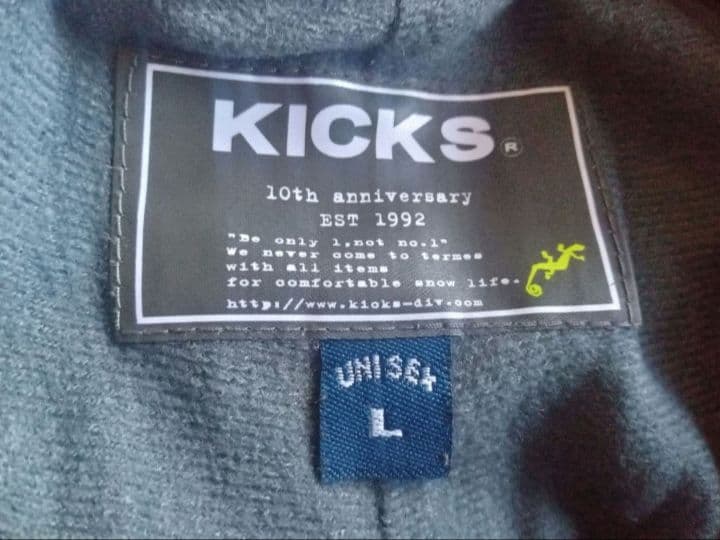 KICKS®
10th anniversary
EST 1992
"Be only 1,not no.1"
We never come to termes
with all items
for comfortable snow life.
http://www.kicks-div.com
UNISEx
L